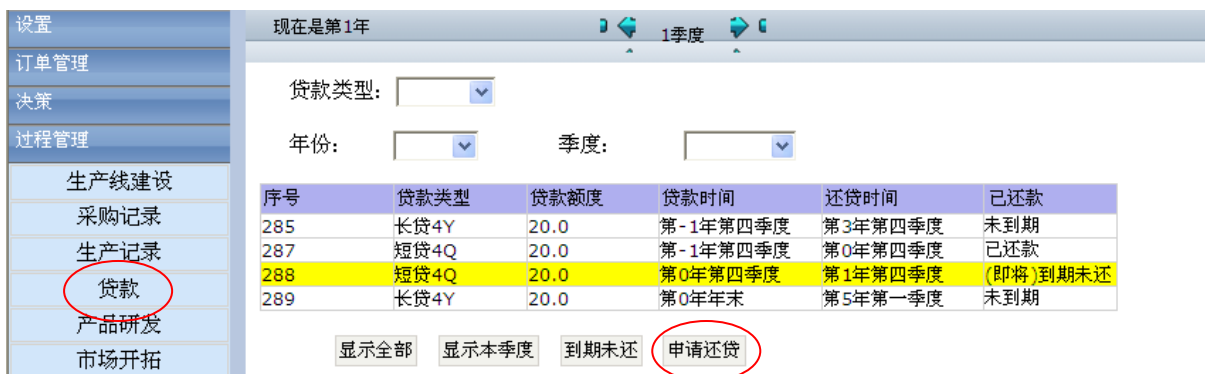 设置
订单管理
决策
过程管理
生产线建设
采购记录
生产记录
贷款
产品研发
市场开拓
现在是第1年 1季度
贷款类型:
年份: 季度:
序号 贷款类型 贷款额度 贷款时间 还贷时间 已还款
285 长贷4Y 20.0 第-1年第四季度 第3年第四季度 未到期
287 短贷4Q 20.0 第-1年第四季度 第0年第四季度 已还款
288 短贷4Q 20.0 第0年第四季度 第1年第四季度 (即将)到期未还
289 长贷4Y 20.0 第0年年末 第5年第一季度 未到期
显示全部 显示本季度 到期未还 申请还贷